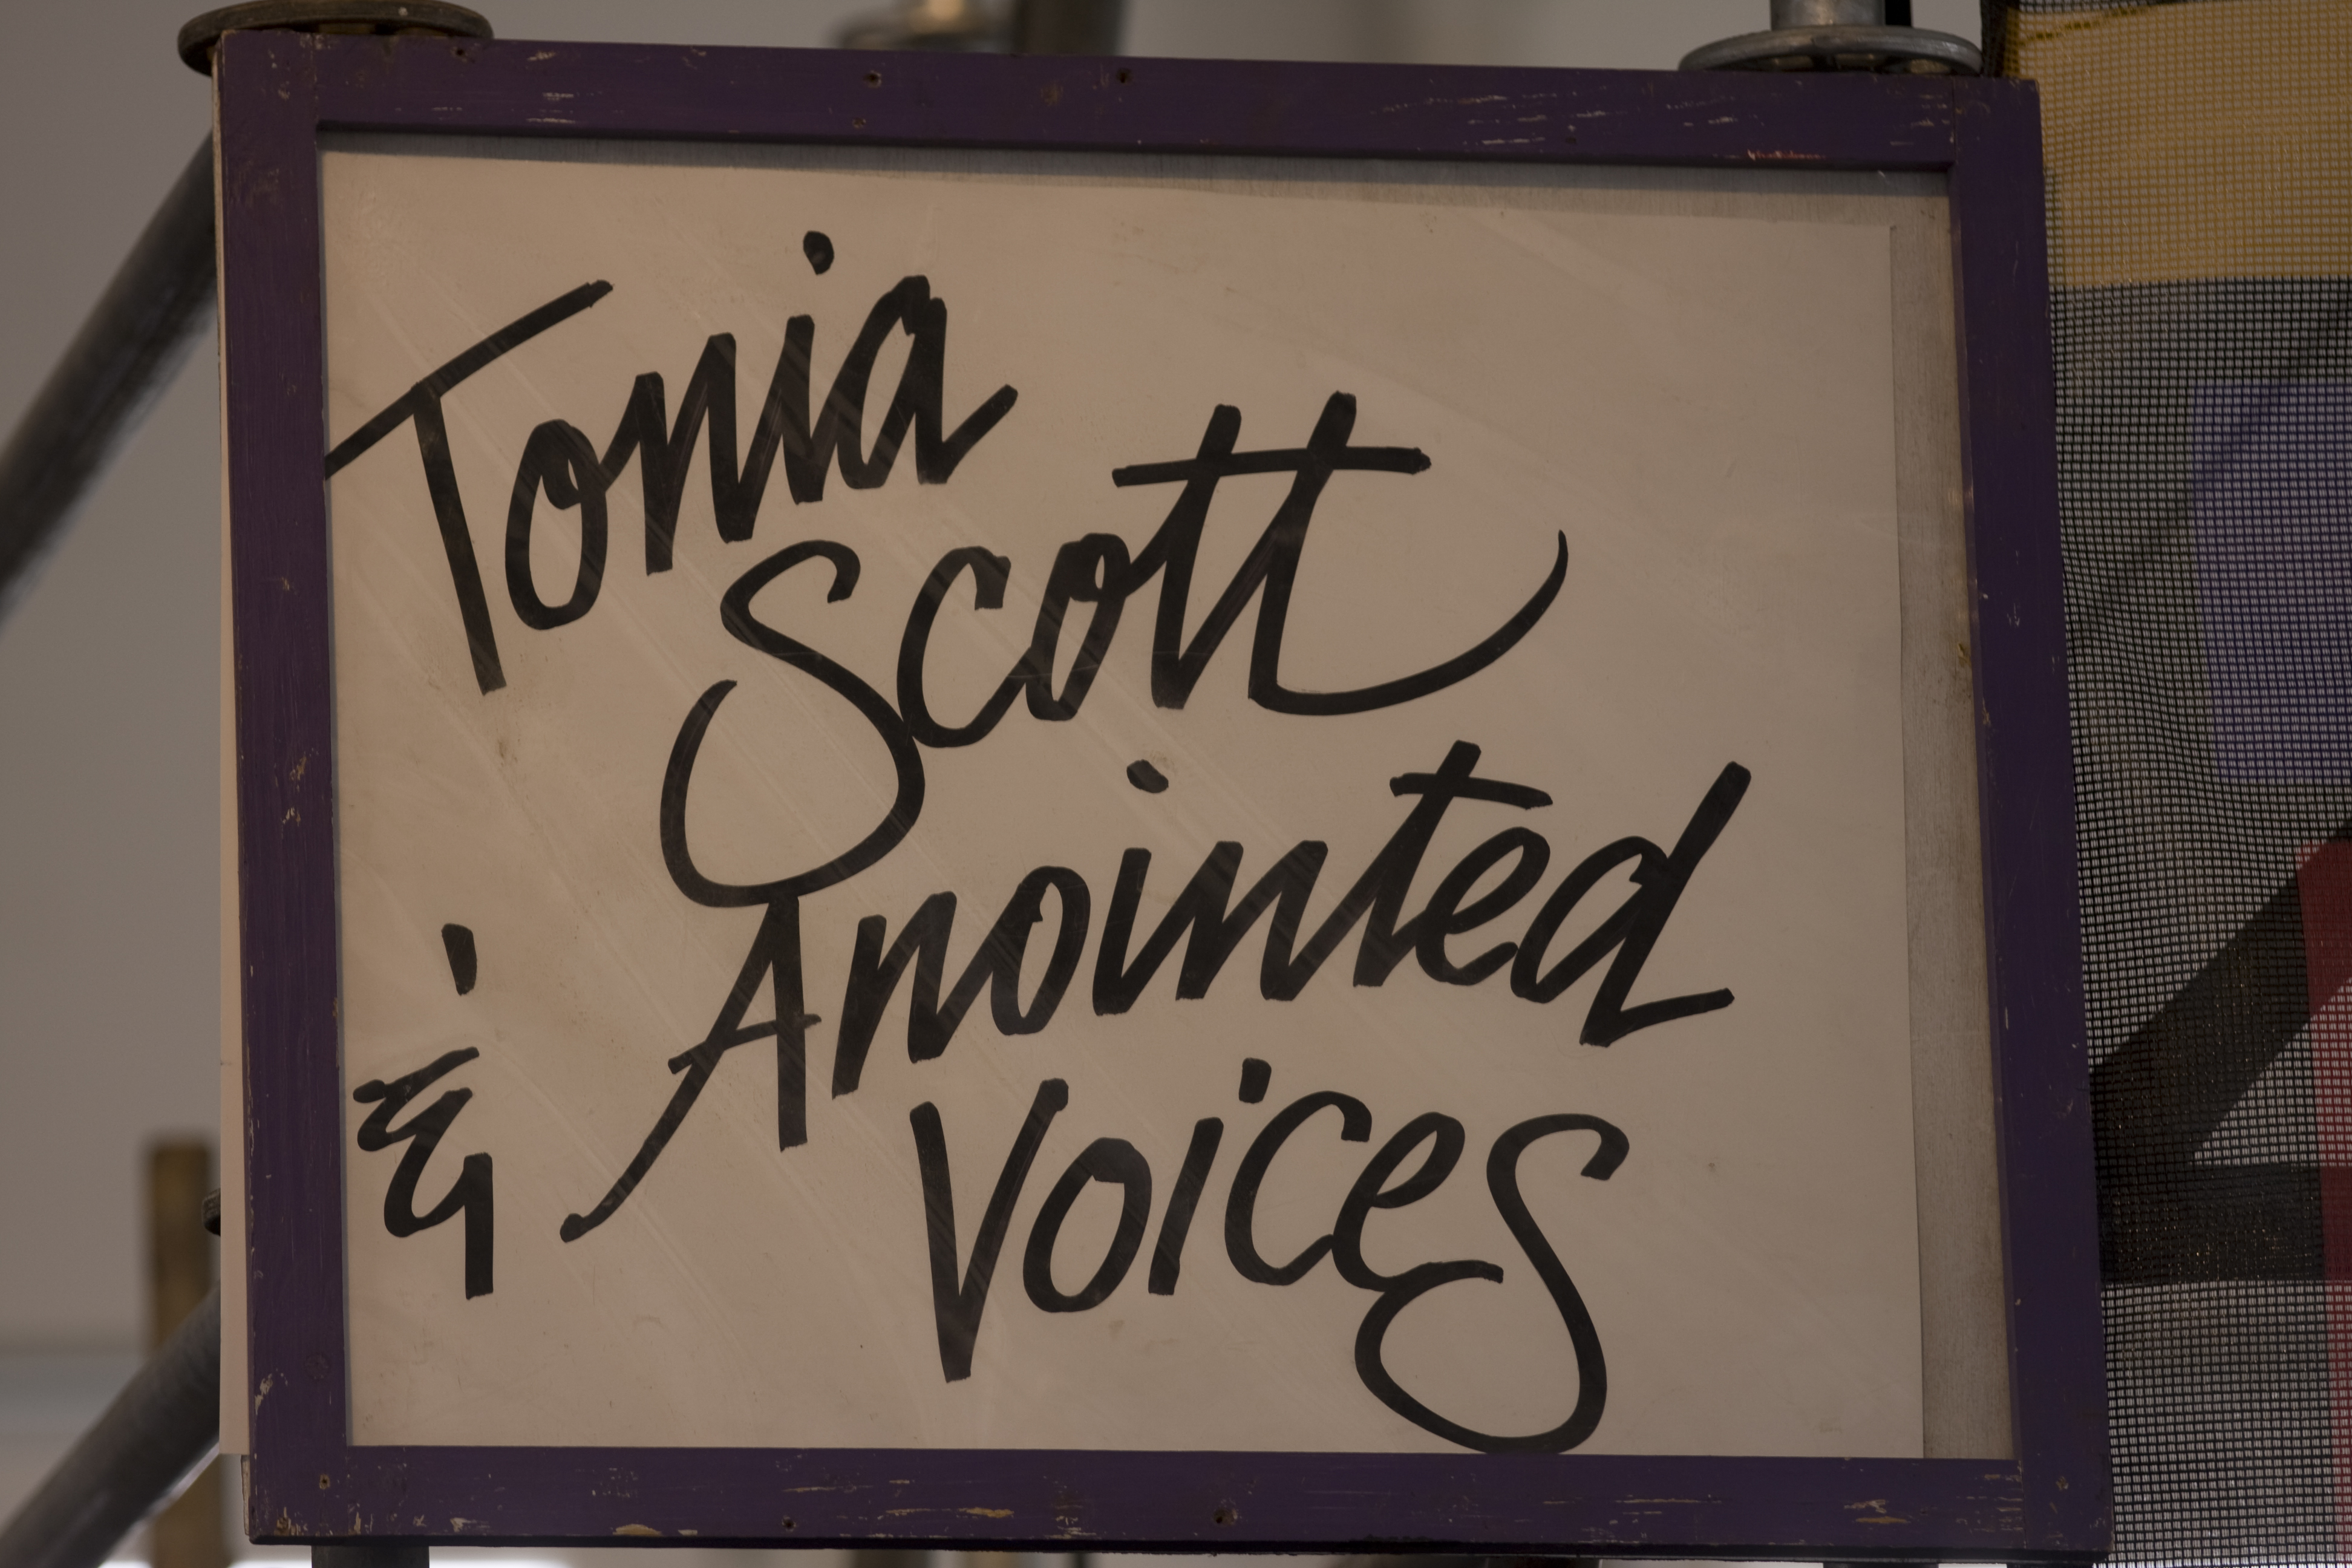 Tonia
Scott
& Anointed
Voices